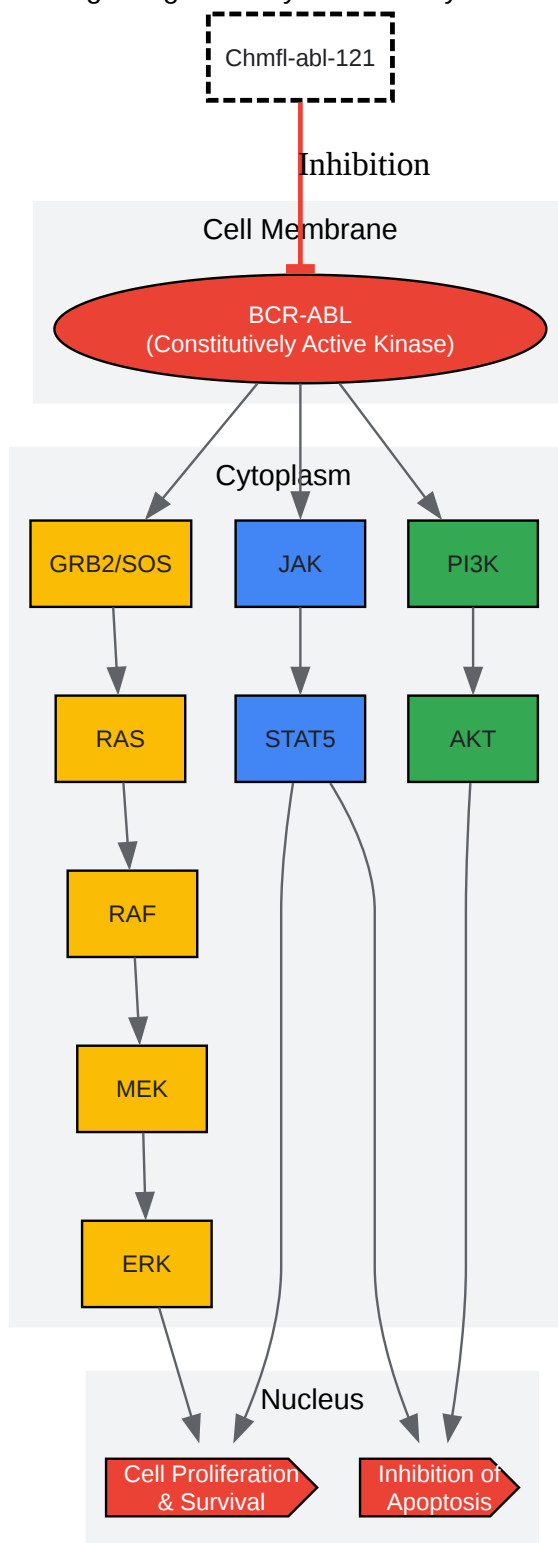 Chmfl-abl-121
Inhibition
Cell Membrane
BCR-ABL
(Constitutively Active Kinase)
Cytoplasm
GRB2/SOS
JAK
PI3K
RAS
STAT5
AKT
RAF
MEK
ERK
Nucleus
Cell Proliferation
& Survival
Inhibition of
Apoptosis